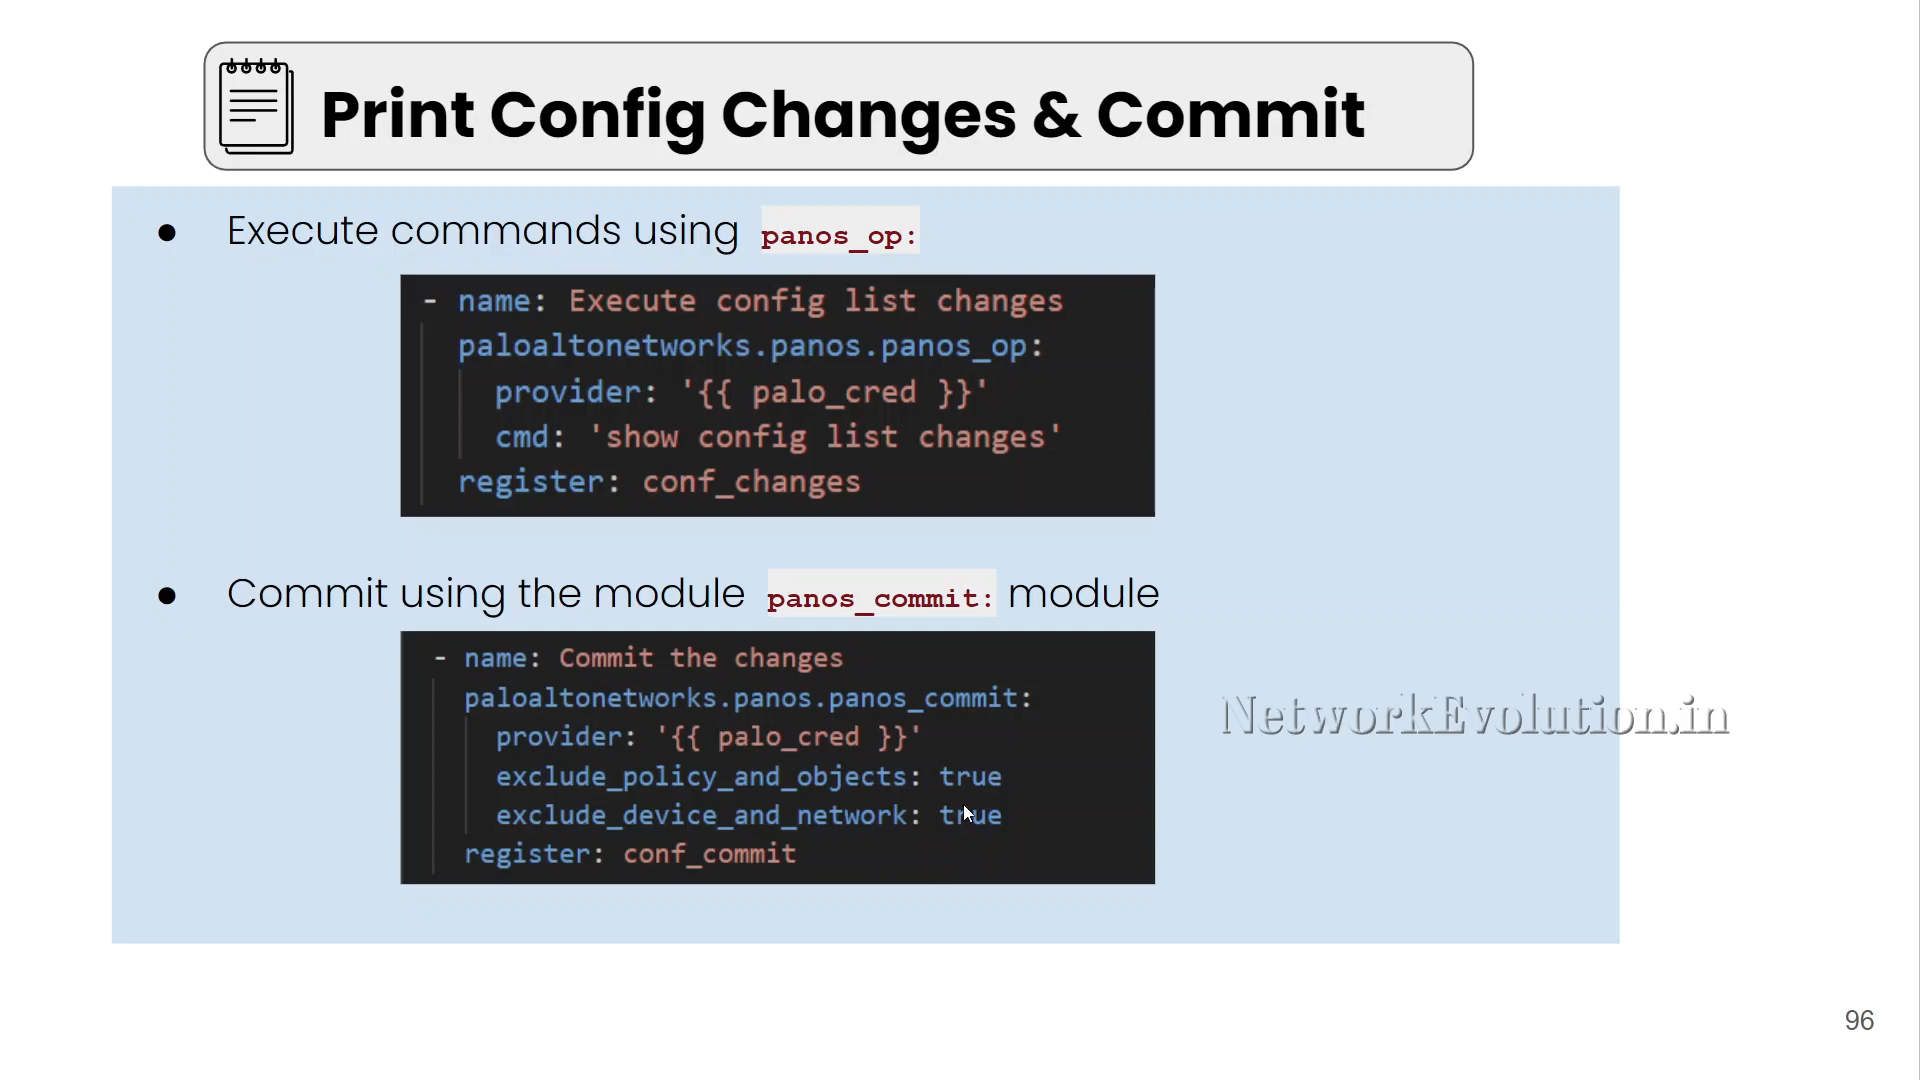 Print Config Changes & Commit
● Execute commands using panos_op:
- name: Execute config list changes
paloaltonetworks.panos.panos_op:
provider: '{{ palo_cred }}'
cmd: 'show config list changes'
register: conf_changes
● Commit using the module panos_commit: module
- name: Commit the changes
paloaltonetworks.panos.panos_commit:
provider: '{{ palo_cred }}'
exclude_policy_and_objects: true
exclude_device_and_network: true
register: conf_commit
NetworkEvolution.in
96